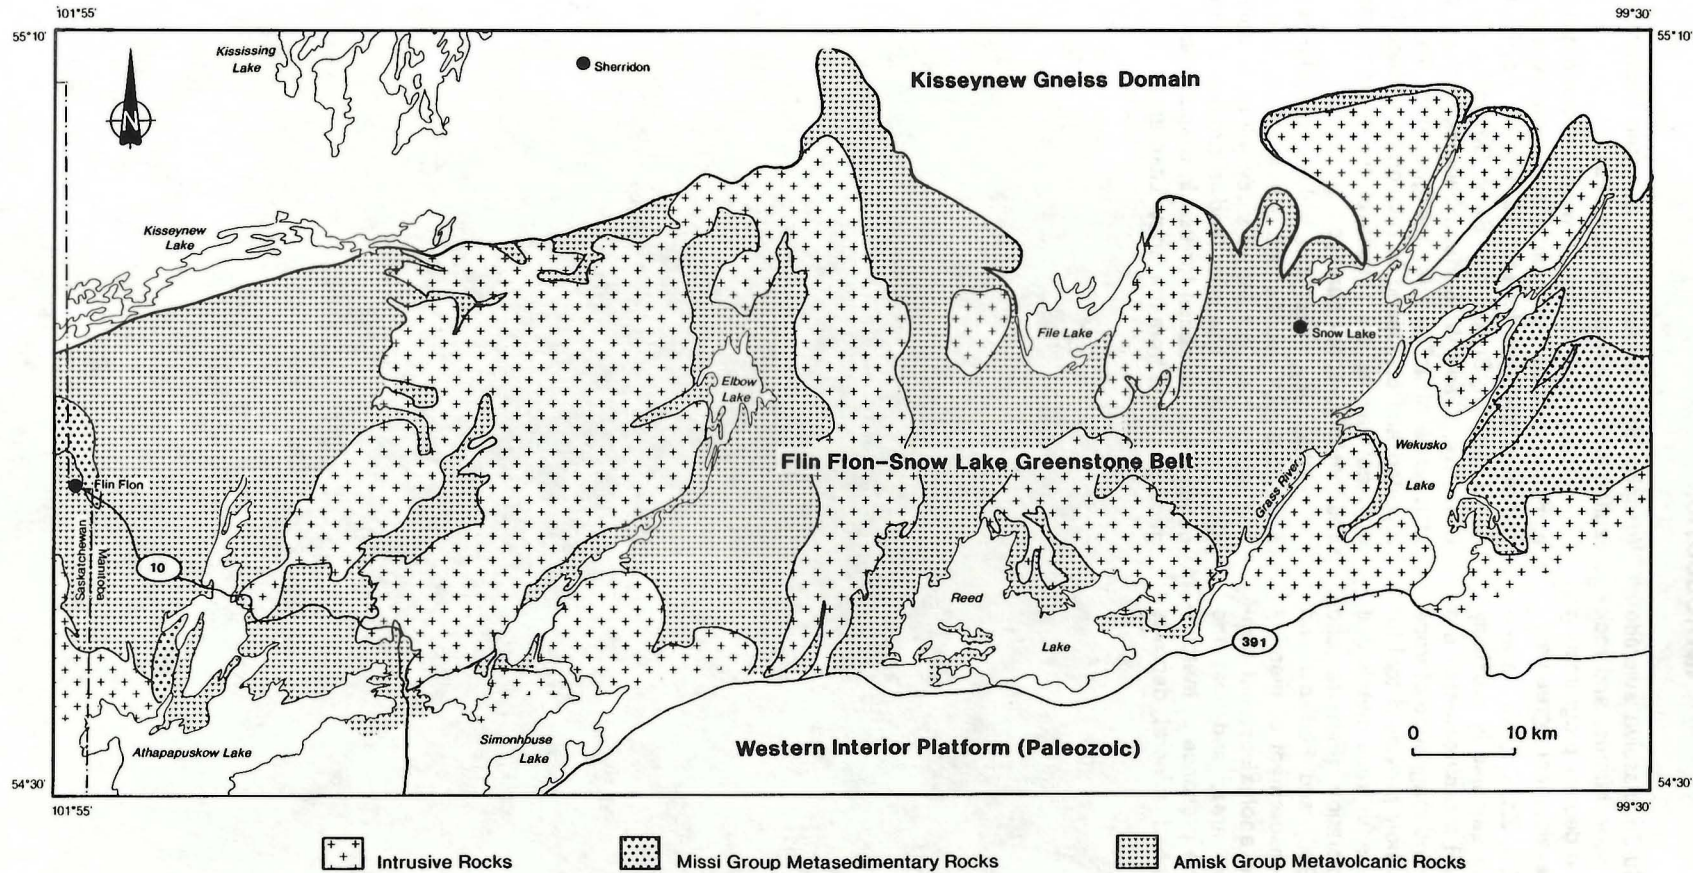 101°55'
99°30'
55°10'
55°10'
Kississing
Lake
Sherridon
Kisseynew Gneiss Domain
N
Kisseynew
Lake
File Lake
Snow Lake
Elbow
Lake
Wekusko
Lake
Flin Flon–Snow Lake Greenstone Belt
Flin Flon
Grass River
Saskatchewan
Manitoba
10
Reed
Lake
391
0 10 km
Athapapuskow Lake
Simonhouse
Lake
Western Interior Platform (Paleozoic)
54°30'
54°30'
101°55'
99°30'
Intrusive Rocks
Missi Group Metasedimentary Rocks
Amisk Group Metavolcanic Rocks